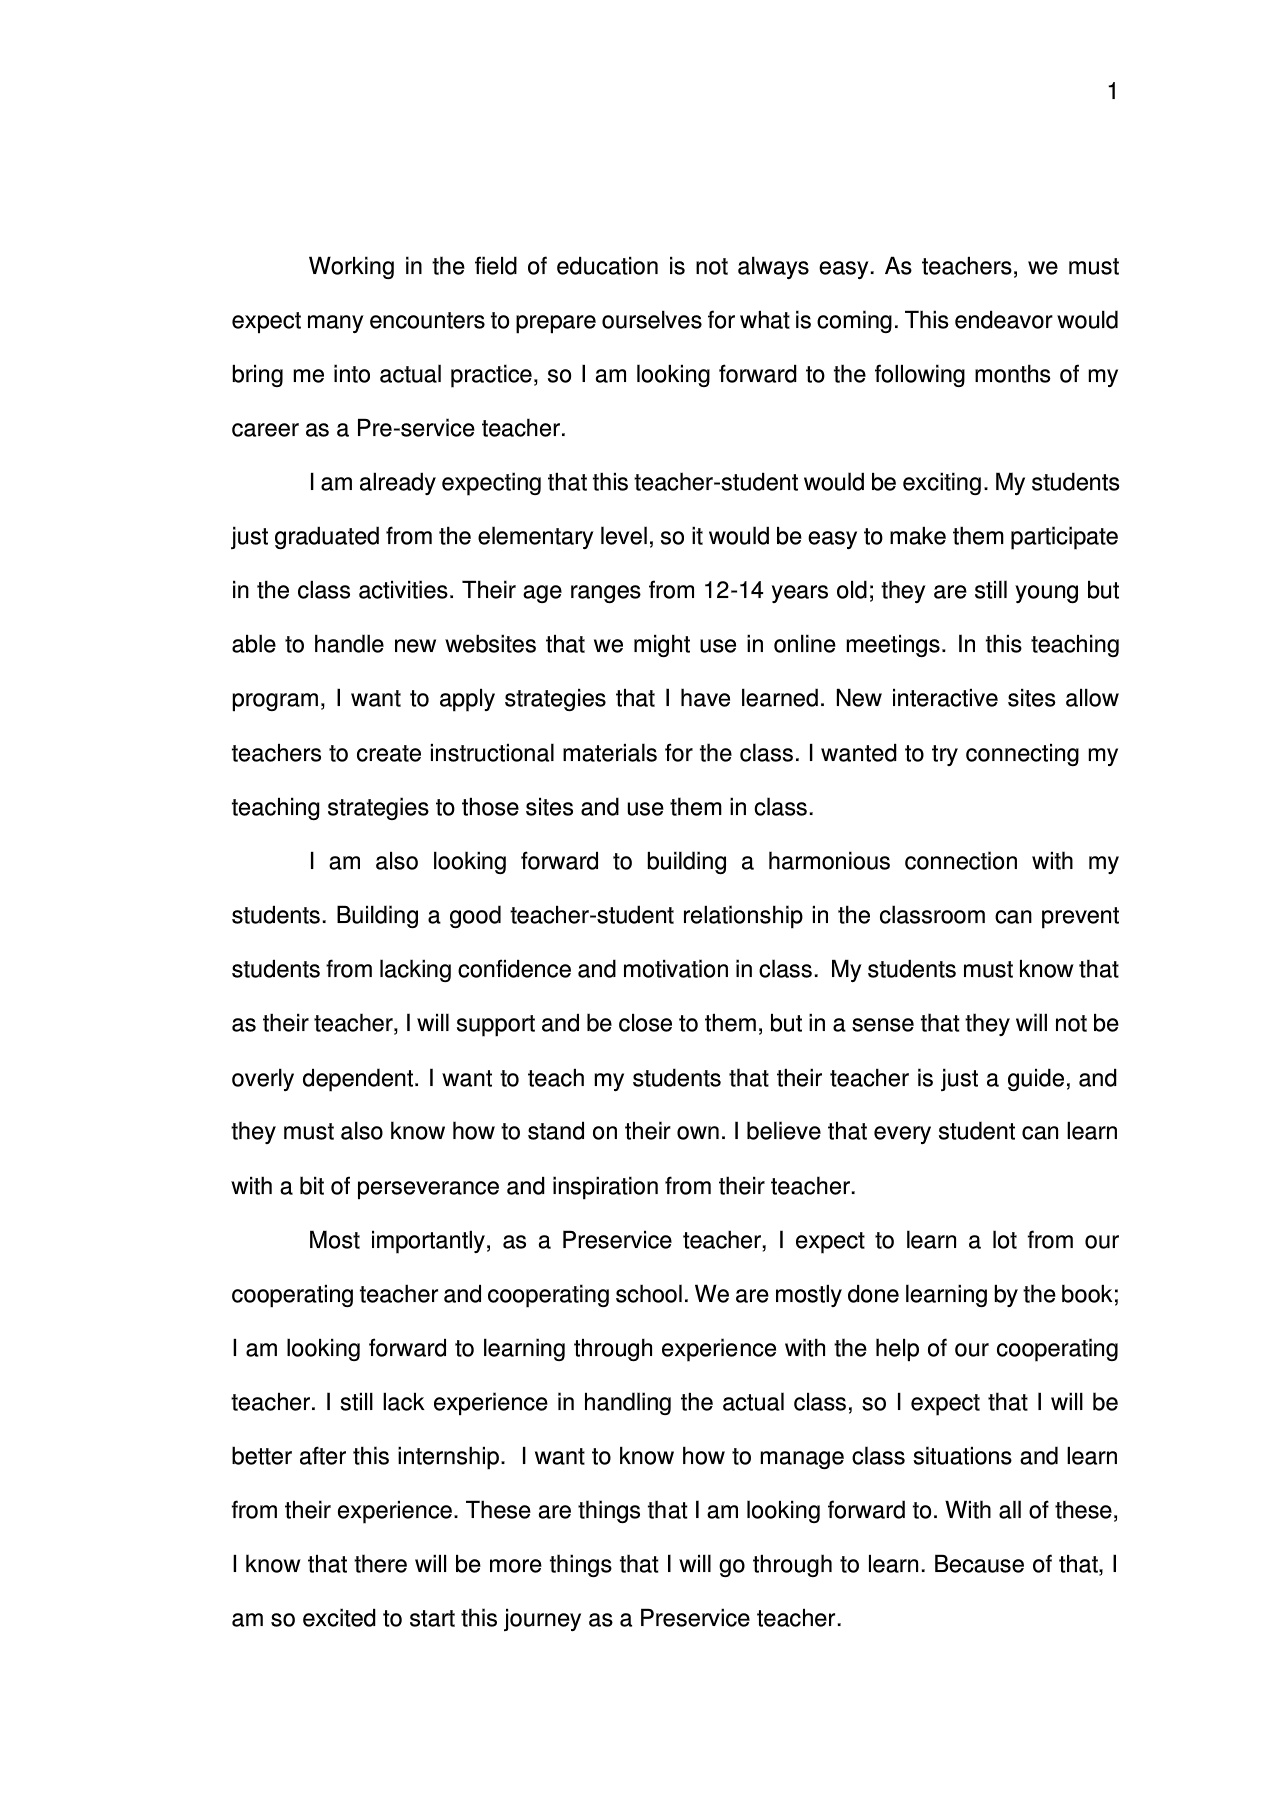 1
Working in the field of education is not always easy. As teachers, we must
expect many encounters to prepare ourselves for what is coming. This endeavor would
bring me into actual practice, so I am looking forward to the following months of my
career as a Pre-service teacher.
I am already expecting that this teacher-student would be exciting. My students
just graduated from the elementary level, so it would be easy to make them participate
in the class activities. Their age ranges from 12-14 years old; they are still young but
able to handle new websites that we might use in online meetings. In this teaching
program, I want to apply strategies that I have learned. New interactive sites allow
teachers to create instructional materials for the class. I wanted to try connecting my
teaching strategies to those sites and use them in class.
I am also looking forward to building a harmonious connection with my
students. Building a good teacher-student relationship in the classroom can prevent
students from lacking confidence and motivation in class.  My students must know that
as their teacher, I will support and be close to them, but in a sense that they will not be
overly dependent. I want to teach my students that their teacher is just a guide, and
they must also know how to stand on their own. I believe that every student can learn
with a bit of perseverance and inspiration from their teacher.
Most importantly, as a Preservice teacher, I expect to learn a lot from our
cooperating teacher and cooperating school. We are mostly done learning by the book;
I am looking forward to learning through experience with the help of our cooperating
teacher. I still lack experience in handling the actual class, so I expect that I will be
better after this internship.  I want to know how to manage class situations and learn
from their experience. These are things that I am looking forward to. With all of these,
I know that there will be more things that I will go through to learn. Because of that, I
am so excited to start this journey as a Preservice teacher.